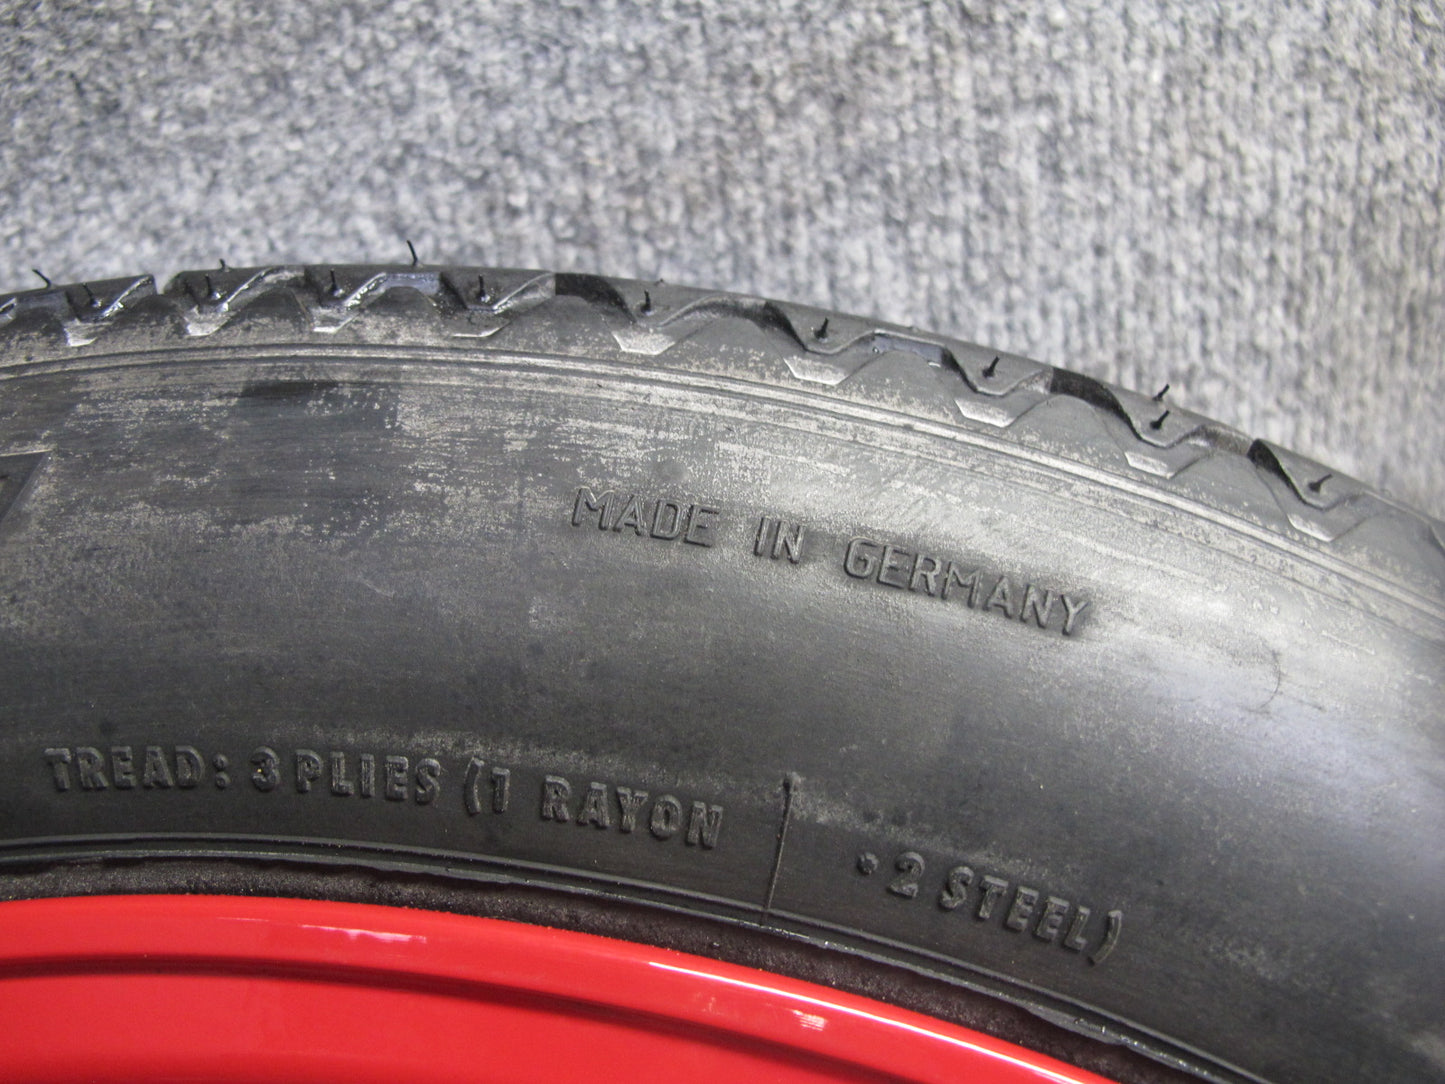 MADE IN GERMANY
TREAD: 3 PLIES (1 RAYON • 2 STEEL)